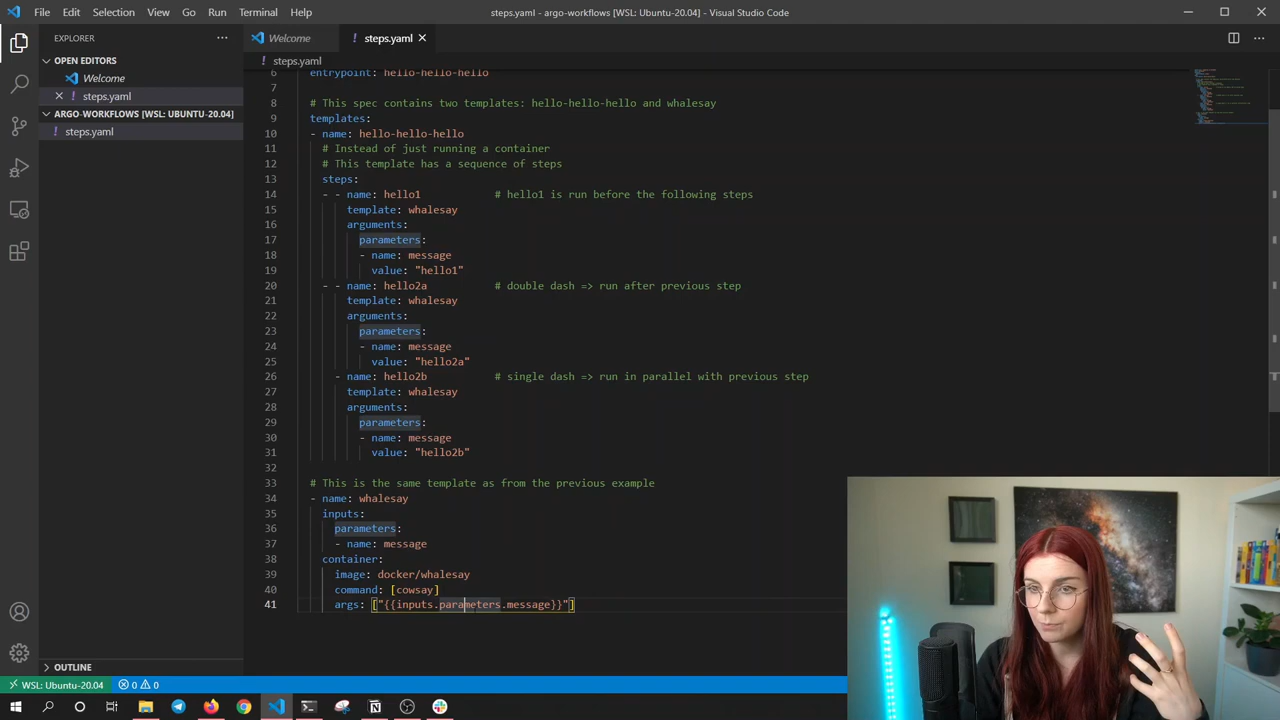 File Edit Selection View Go Run Terminal Help
steps.yaml - argo-workflows [WSL: Ubuntu-20.04] - Visual Studio Code
EXPLORER
Welcome
steps.yaml
OPEN EDITORS
Welcome
steps.yaml
ARGO-WORKFLOWS [WSL: UBUNTU-20.04]
steps.yaml
steps.yaml
6 entrypoint: hello-hello-hello
7
8 # This spec contains two templates: hello-hello-hello and whalesay
9 templates:
10 - name: hello-hello-hello
11 # Instead of just running a container
12 # This template has a sequence of steps
13 steps:
14 - - name: hello1 # hello1 is run before the following steps
15 template: whalesay
16 arguments:
17 parameters:
18 - name: message
19 value: "hello1"
20 - - name: hello2a # double dash => run after previous step
21 template: whalesay
22 arguments:
23 parameters:
24 - name: message
25 value: "hello2a"
26 - name: hello2b # single dash => run in parallel with previous step
27 template: whalesay
28 arguments:
29 parameters:
30 - name: message
31 value: "hello2b"
32
33 # This is the same template as from the previous example
34 - name: whalesay
35 inputs:
36 parameters:
37 - name: message
38 container:
39 image: docker/whalesay
40 command: [cowsay]
41 args: ["{{inputs.parameters.message}}"]
OUTLINE
WSL: Ubuntu-20.04 0 0